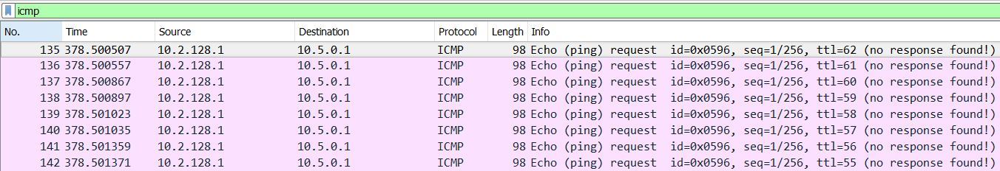 icmp
No. Time Source Destination Protocol Length Info
135 378.500507 10.2.128.1 10.5.0.1 ICMP 98 Echo (ping) request id=0x0596, seq=1/256, ttl=62 (no response found!)
136 378.500557 10.2.128.1 10.5.0.1 ICMP 98 Echo (ping) request id=0x0596, seq=1/256, ttl=61 (no response found!)
137 378.500867 10.2.128.1 10.5.0.1 ICMP 98 Echo (ping) request id=0x0596, seq=1/256, ttl=60 (no response found!)
138 378.500897 10.2.128.1 10.5.0.1 ICMP 98 Echo (ping) request id=0x0596, seq=1/256, ttl=59 (no response found!)
139 378.501023 10.2.128.1 10.5.0.1 ICMP 98 Echo (ping) request id=0x0596, seq=1/256, ttl=58 (no response found!)
140 378.501035 10.2.128.1 10.5.0.1 ICMP 98 Echo (ping) request id=0x0596, seq=1/256, ttl=57 (no response found!)
141 378.501359 10.2.128.1 10.5.0.1 ICMP 98 Echo (ping) request id=0x0596, seq=1/256, ttl=56 (no response found!)
142 378.501371 10.2.128.1 10.5.0.1 ICMP 98 Echo (ping) request id=0x0596, seq=1/256, ttl=55 (no response found!)